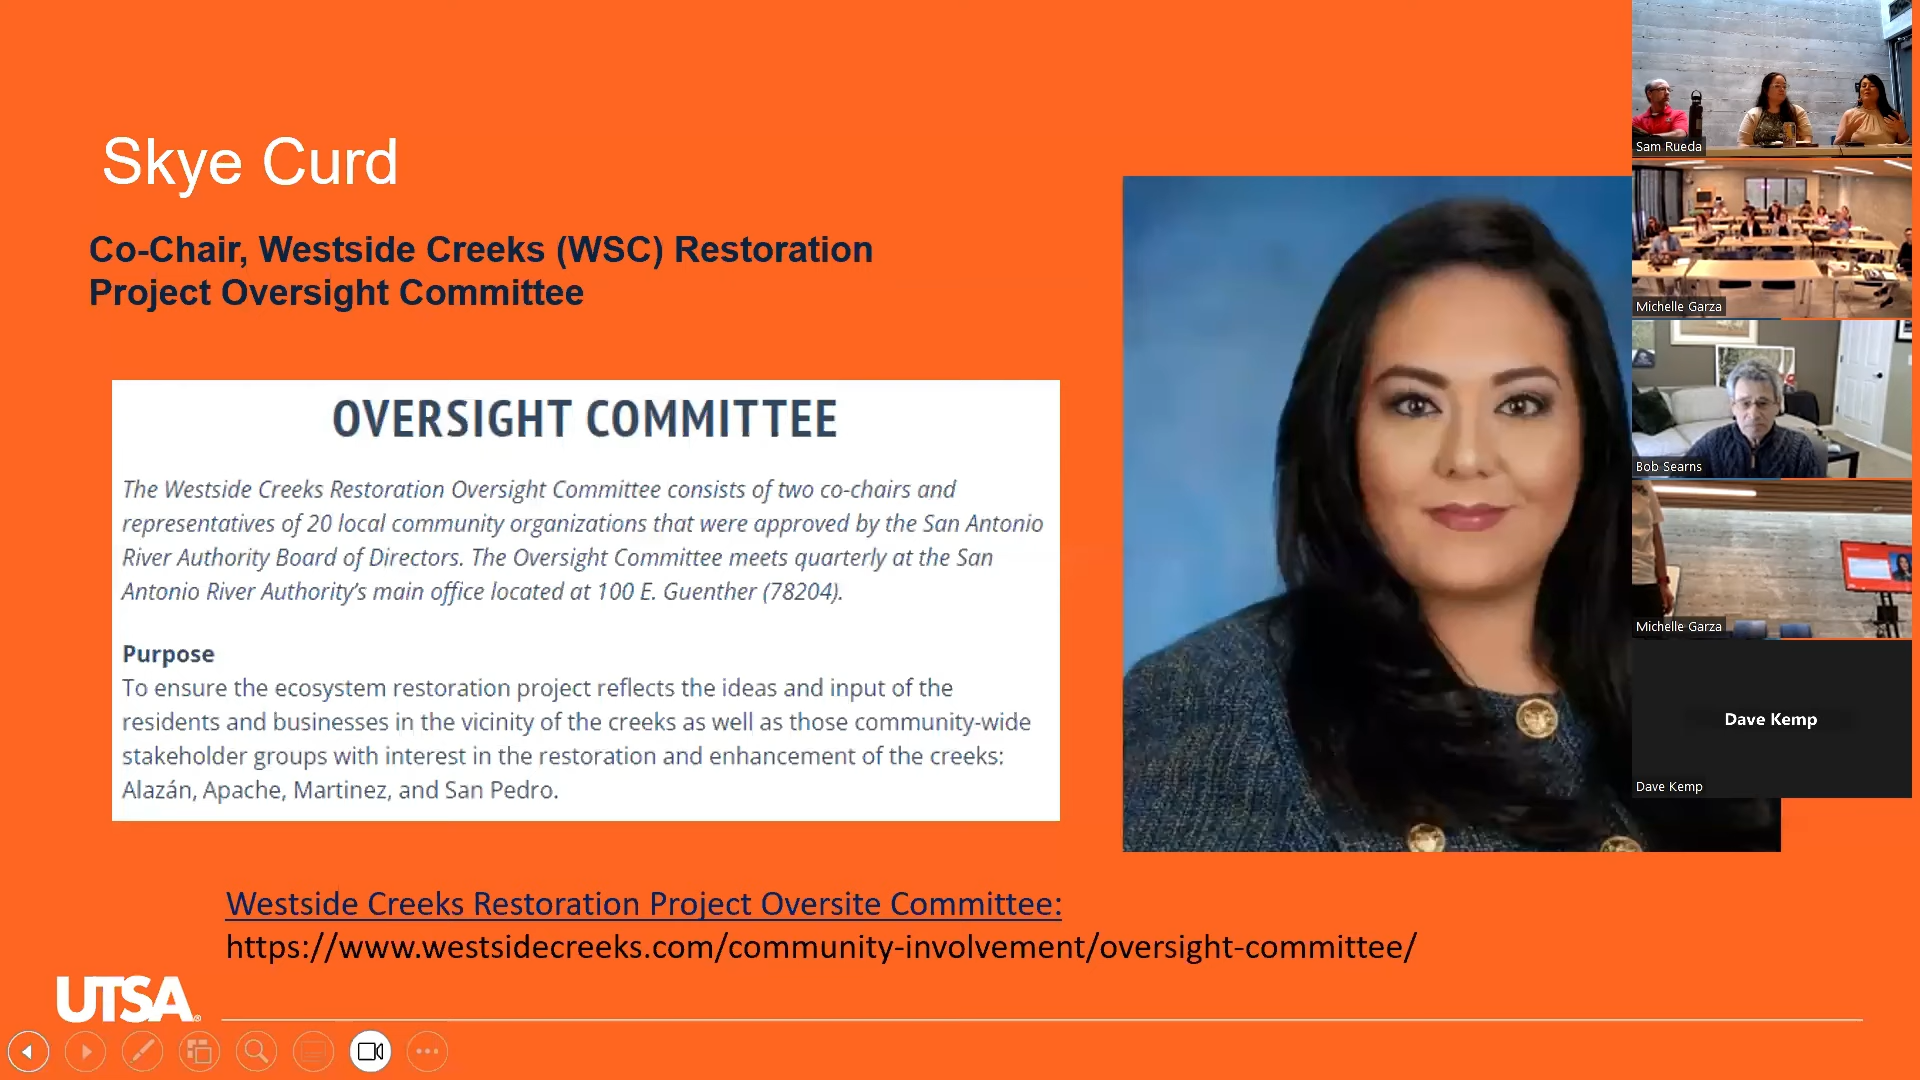 Skye Curd
Co-Chair, Westside Creeks (WSC) Restoration
Project Oversight Committee
OVERSIGHT COMMITTEE
The Westside Creeks Restoration Oversight Committee consists of two co-chairs and
representatives of 20 local community organizations that were approved by the San Antonio
River Authority Board of Directors. The Oversight Committee meets quarterly at the San
Antonio River Authority's main office located at 100 E. Guenther (78204).
Purpose
To ensure the ecosystem restoration project reflects the ideas and input of the
residents and businesses in the vicinity of the creeks as well as those community-wide
stakeholder groups with interest in the restoration and enhancement of the creeks:
Alazán, Apache, Martinez, and San Pedro.
Westside Creeks Restoration Project Oversite Committee:
https://www.westsidecreeks.com/community-involvement/oversight-committee/
UTSA®
Sam Rueda
Michelle Garza
Bob Searns
Michelle Garza
Dave Kemp
Dave Kemp